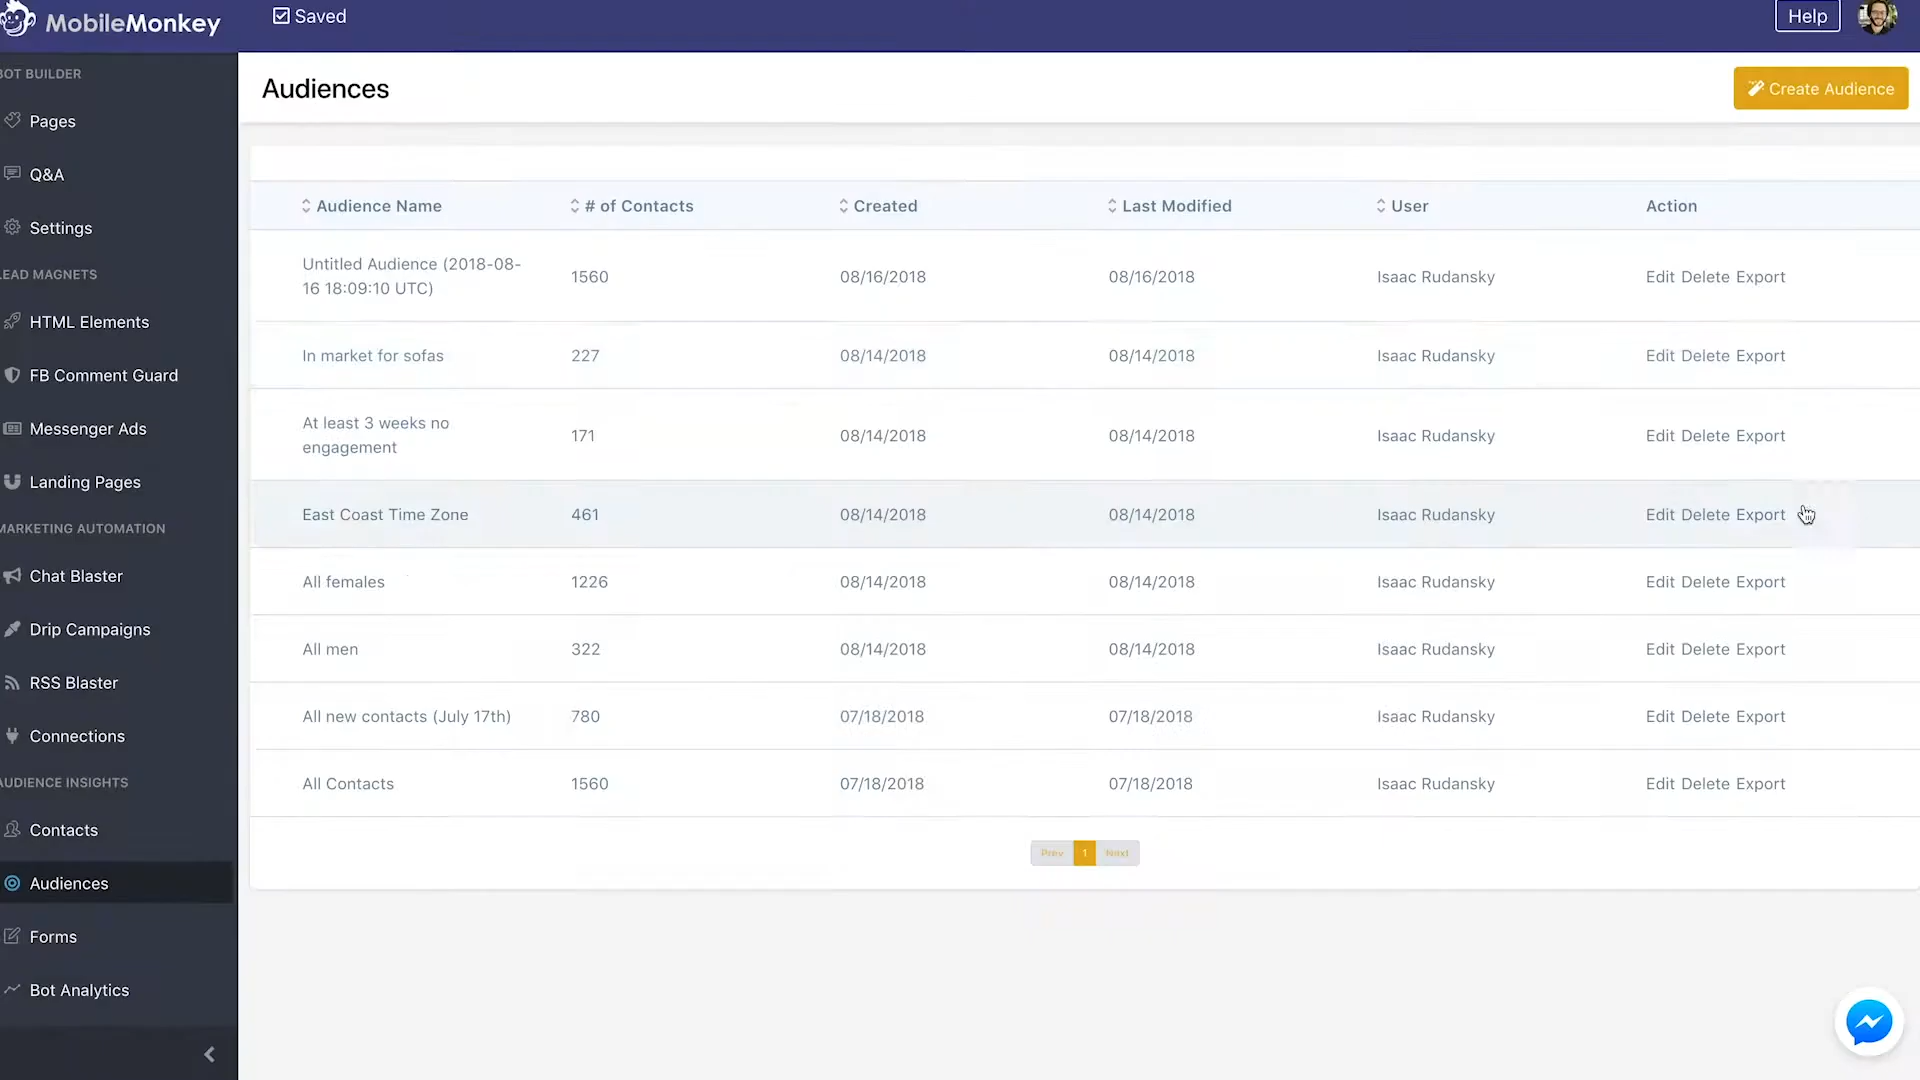 MobileMonkey
Saved
Help
BOT BUILDER
Pages
Q&A
Settings
LEAD MAGNETS
HTML Elements
FB Comment Guard
Messenger Ads
Landing Pages
MARKETING AUTOMATION
Chat Blaster
Drip Campaigns
RSS Blaster
Connections
AUDIENCE INSIGHTS
Contacts
Audiences
Forms
Bot Analytics
Audiences
Create Audience
Audience Name # of Contacts Created Last Modified User Action
Untitled Audience (2018-08-
16 18:09:10 UTC) 1560 08/16/2018 08/16/2018 Isaac Rudansky Edit Delete Export
In market for sofas 227 08/14/2018 08/14/2018 Isaac Rudansky Edit Delete Export
At least 3 weeks no
engagement 171 08/14/2018 08/14/2018 Isaac Rudansky Edit Delete Export
East Coast Time Zone 461 08/14/2018 08/14/2018 Isaac Rudansky Edit Delete Export
All females 1226 08/14/2018 08/14/2018 Isaac Rudansky Edit Delete Export
All men 322 08/14/2018 08/14/2018 Isaac Rudansky Edit Delete Export
All new contacts (July 17th) 780 07/18/2018 07/18/2018 Isaac Rudansky Edit Delete Export
All Contacts 1560 07/18/2018 07/18/2018 Isaac Rudansky Edit Delete Export
Prev 1 Next